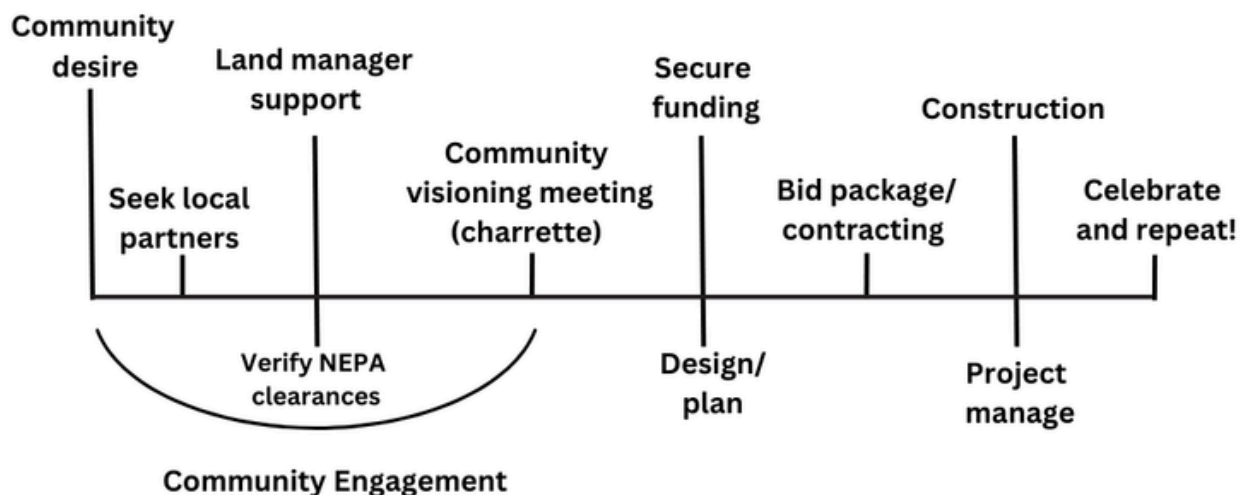 Community
desire
Land manager
support
Seek local
partners
Community
visioning meeting
(charrette)
Secure
funding
Bid package/
contracting
Construction
Celebrate
and repeat!
Verify NEPA
clearances
Design/
plan
Project
manage
Community Engagement